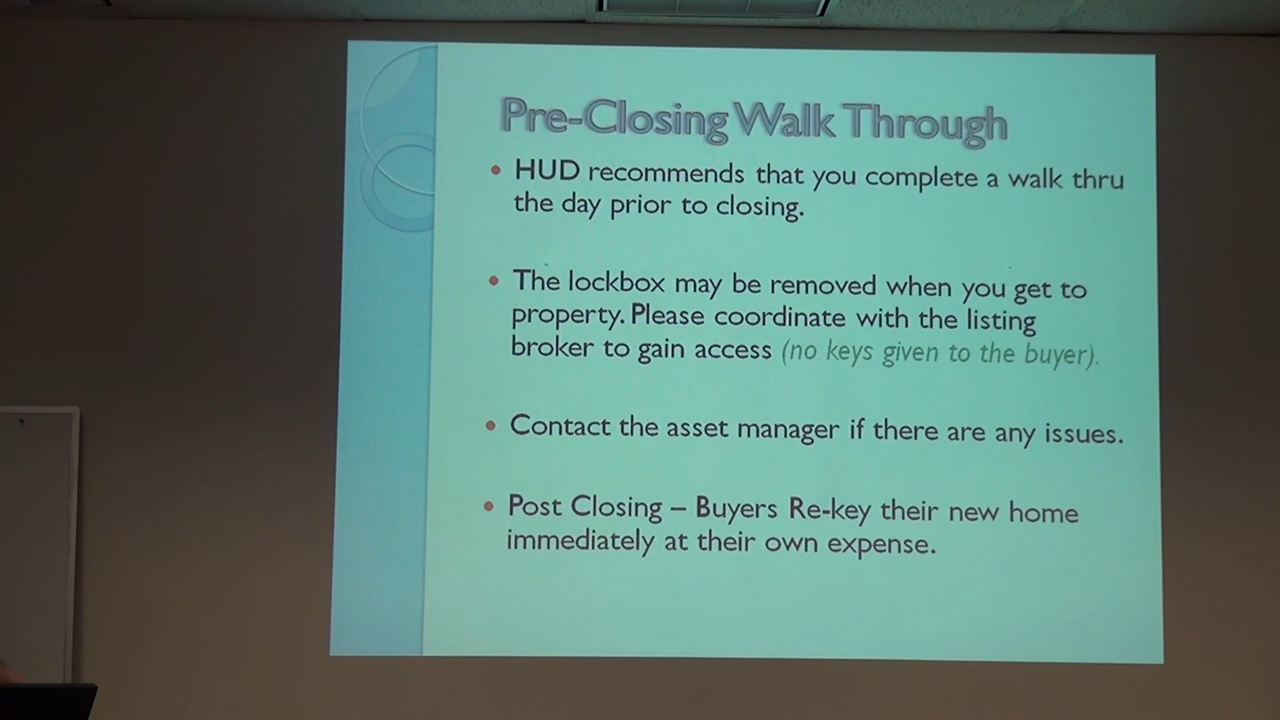 Pre-Closing Walk Through
• HUD recommends that you complete a walk thru
the day prior to closing.
• The lockbox may be removed when you get to
property. Please coordinate with the listing
broker to gain access (no keys given to the buyer).
• Contact the asset manager if there are any issues.
• Post Closing – Buyers Re-key their new home
immediately at their own expense.